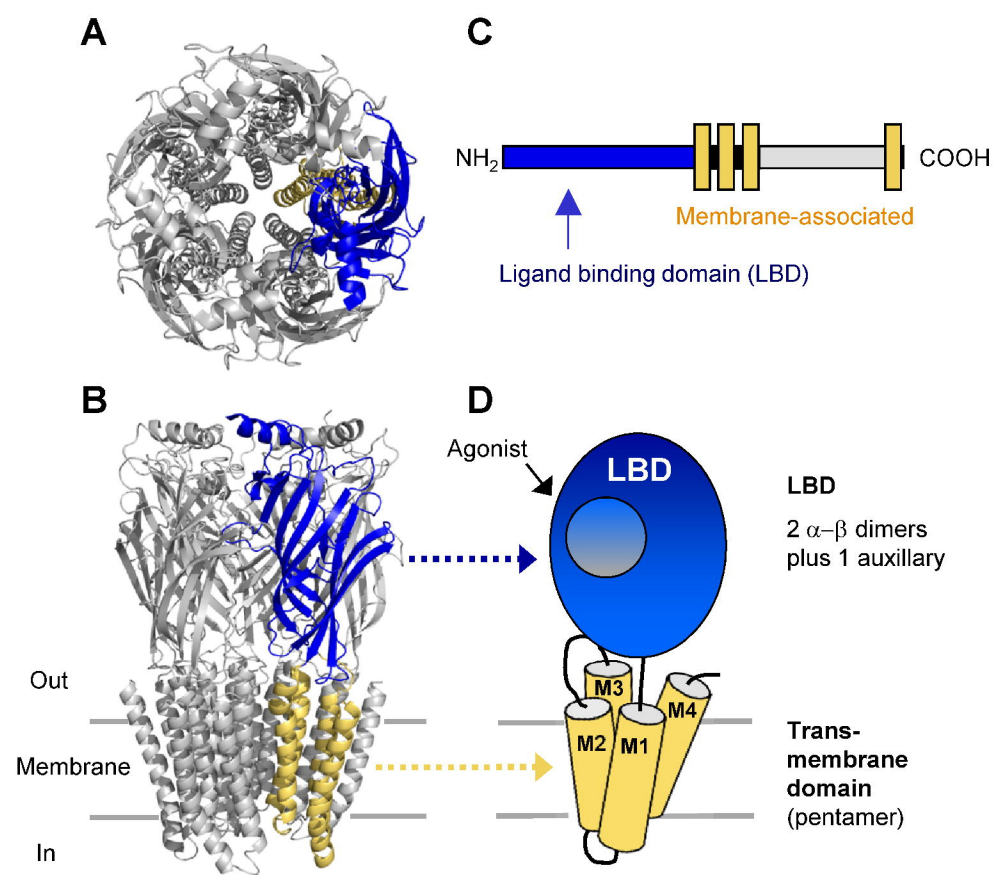 A
B
Out
Membrane
In
C
NH2
COOH
Membrane-associated
Ligand binding domain (LBD)
D
Agonist
LBD
M3
M4
M2
M1
LBD
2 α–β dimers
plus 1 auxillary
Trans-
membrane
domain
(pentamer)